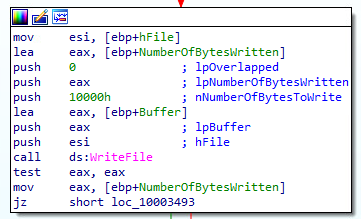 mov esi, [ebp+hFile]
lea eax, [ebp+NumberOfBytesWritten]
push 0 ; lpOverlapped
push eax ; lpNumberOfBytesWritten
push 10000h ; nNumberOfBytesToWrite
lea eax, [ebp+Buffer]
push eax ; lpBuffer
push esi ; hFile
call ds:WriteFile
test eax, eax
mov eax, [ebp+NumberOfBytesWritten]
jz short loc_10003493